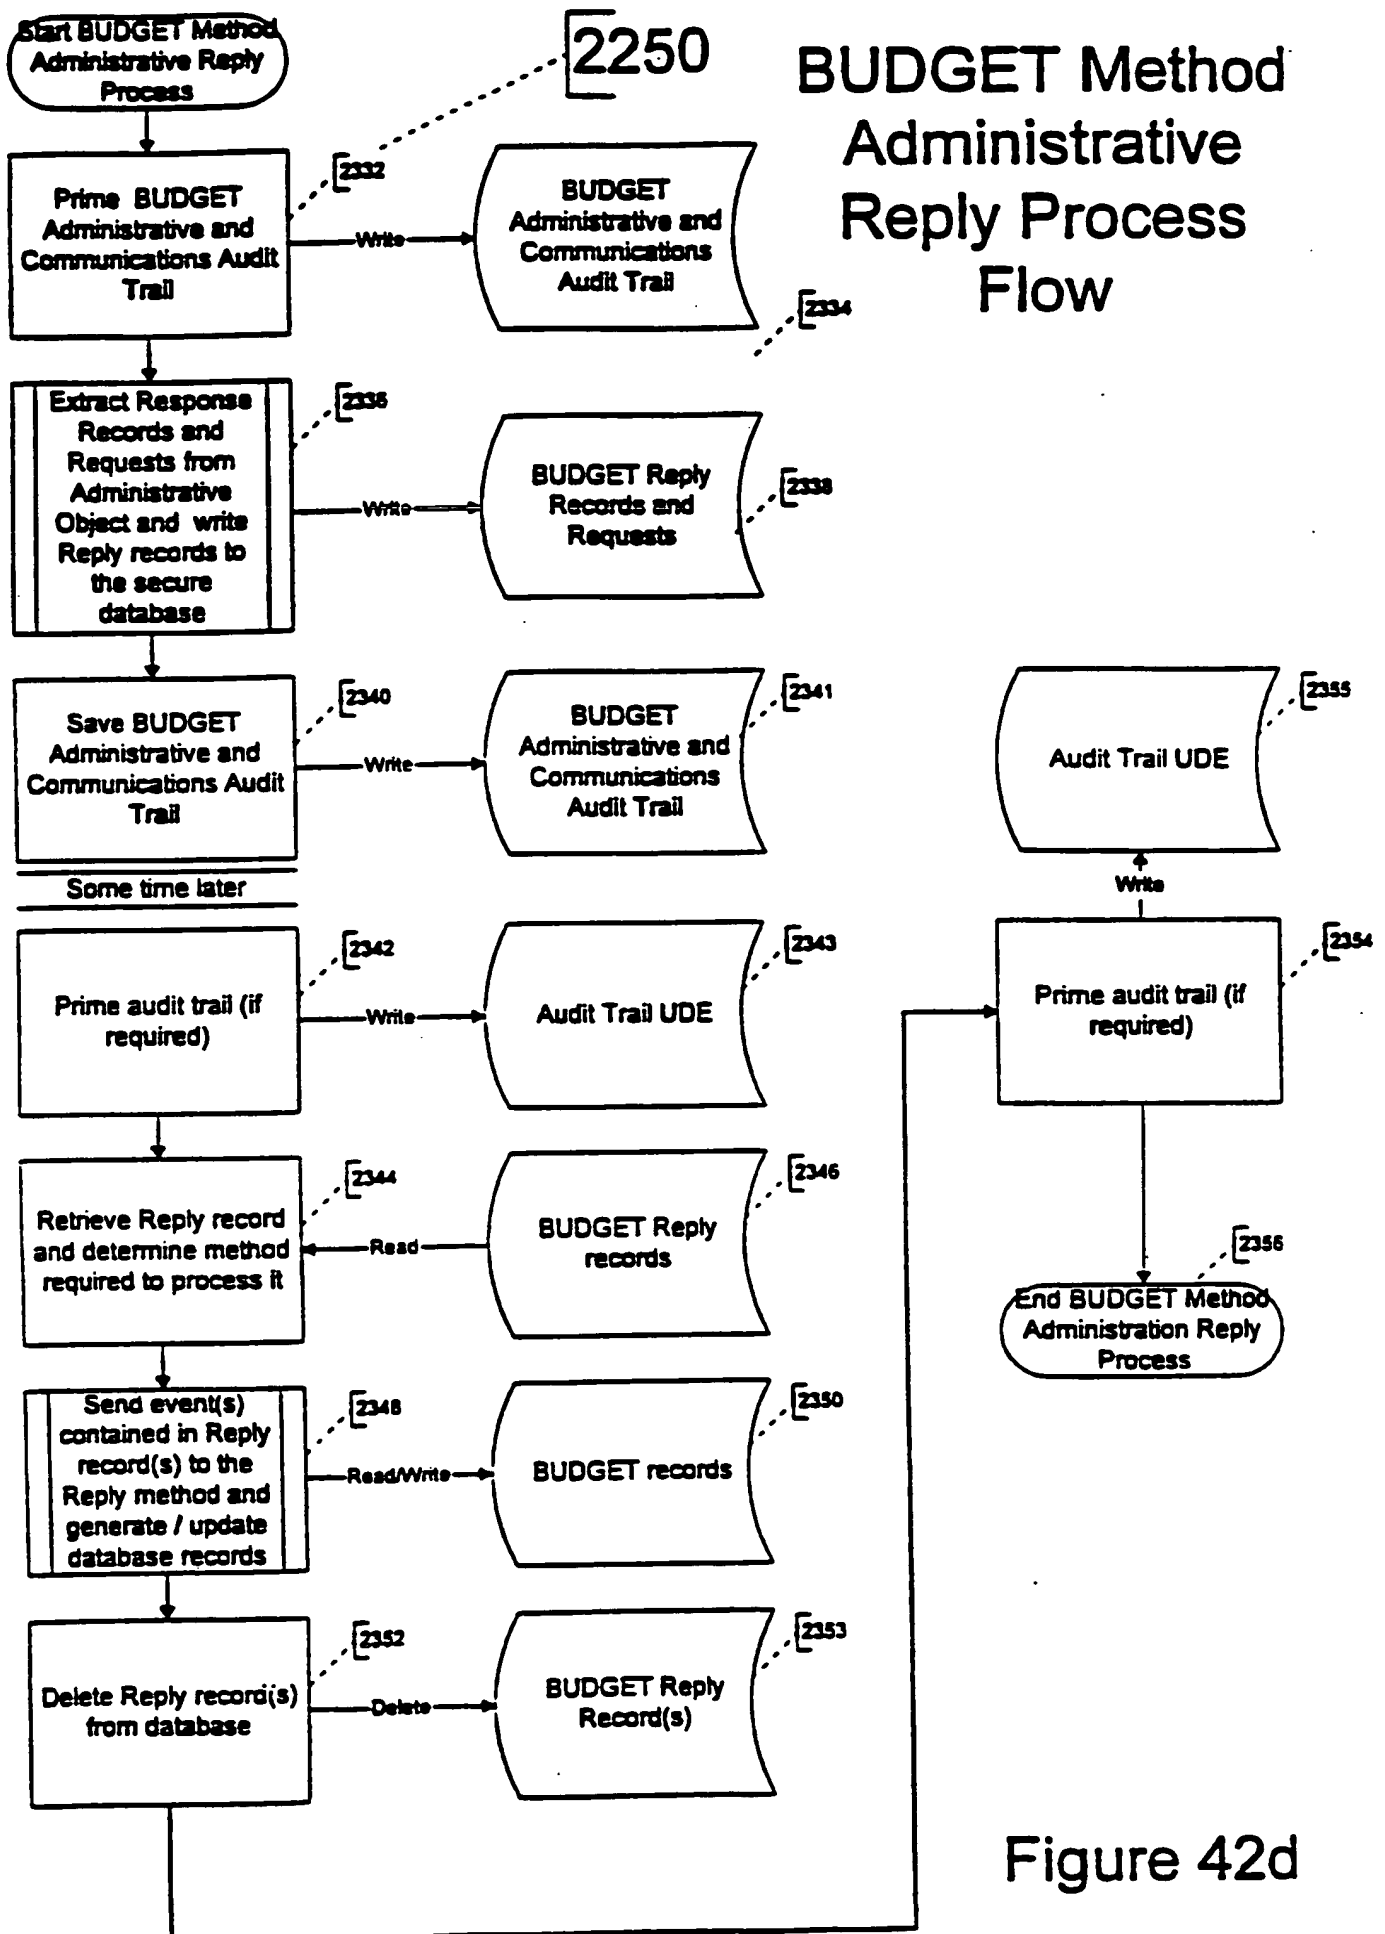 Start BUDGET Method
Administrative Reply
Process
2250
BUDGET Method
Administrative
Reply Process
Flow
2332
Prime BUDGET
Administrative and
Communications Audit
Trail
Write
BUDGET
Administrative and
Communications
Audit Trail
2334
2336
Extract Response
Records and
Requests from
Administrative
Object and write
Reply records to
the secure
database
Write
BUDGET Reply
Records and
Requests
2338
2340
Save BUDGET
Administrative and
Communications Audit
Trail
Write
BUDGET
Administrative and
Communications
Audit Trail
2341
Some time later
2342
Prime audit trail (if
required)
Write
Audit Trail UDE
2343
2344
Retrieve Reply record
and determine method
required to process it
Read
BUDGET Reply
records
2346
2348
Send event(s)
contained in Reply
record(s) to the
Reply method and
generate / update
database records
Read/Write
BUDGET records
2350
2352
Delete Reply record(s)
from database
Delete
BUDGET Reply
Record(s)
2353
Audit Trail UDE
2355
Write
Prime audit trail (if
required)
2354
2356
End BUDGET Method
Administration Reply
Process
Figure 42d